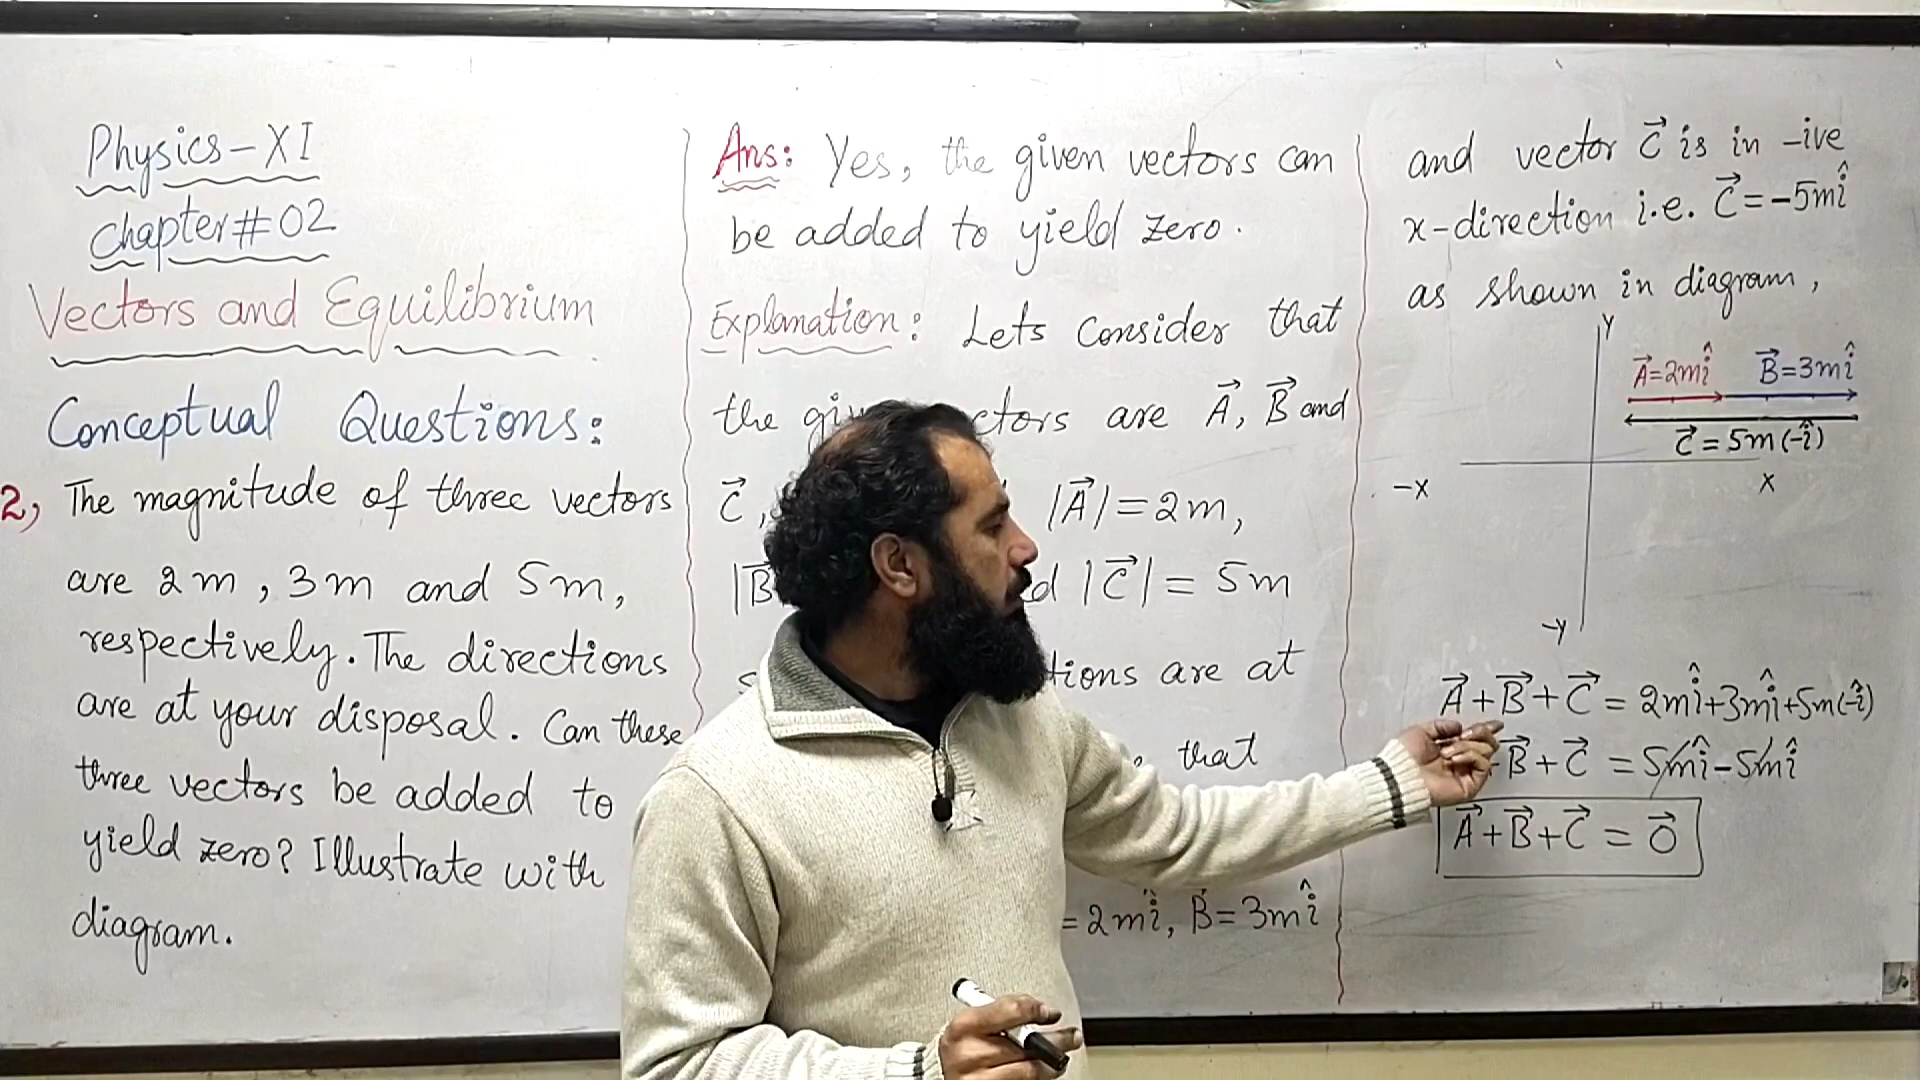 Physics-XI
Chapter#02
Vectors and Equilibrium
Conceptual Questions:
2, The magnitude of three vectors
are 2m, 3m and 5m,
respectively. The directions
are at your disposal. Can these
three vectors be added to
yield zero? Illustrate with
diagram.
Ans: Yes, the given vectors can
be added to yield zero.
Explanation: Lets consider that
the ctors are A⃗, B⃗ and
C⃗, |A⃗|=2m,
|B d |C⃗|= 5m
tions are at
that
=2mî, B⃗=3mî
and vector C⃗ is in -ive
x-direction i.e. C⃗=-5mî
as shown in diagram,
Y
A⃗=2mî B⃗=3mî
C⃗=5m(-î)
-X X
-Y
A⃗+B⃗+C⃗ = 2mî+3mî+5m(-î)
B⃗+C⃗ = 5mî-5mî
A⃗+B⃗+C⃗ = 0⃗